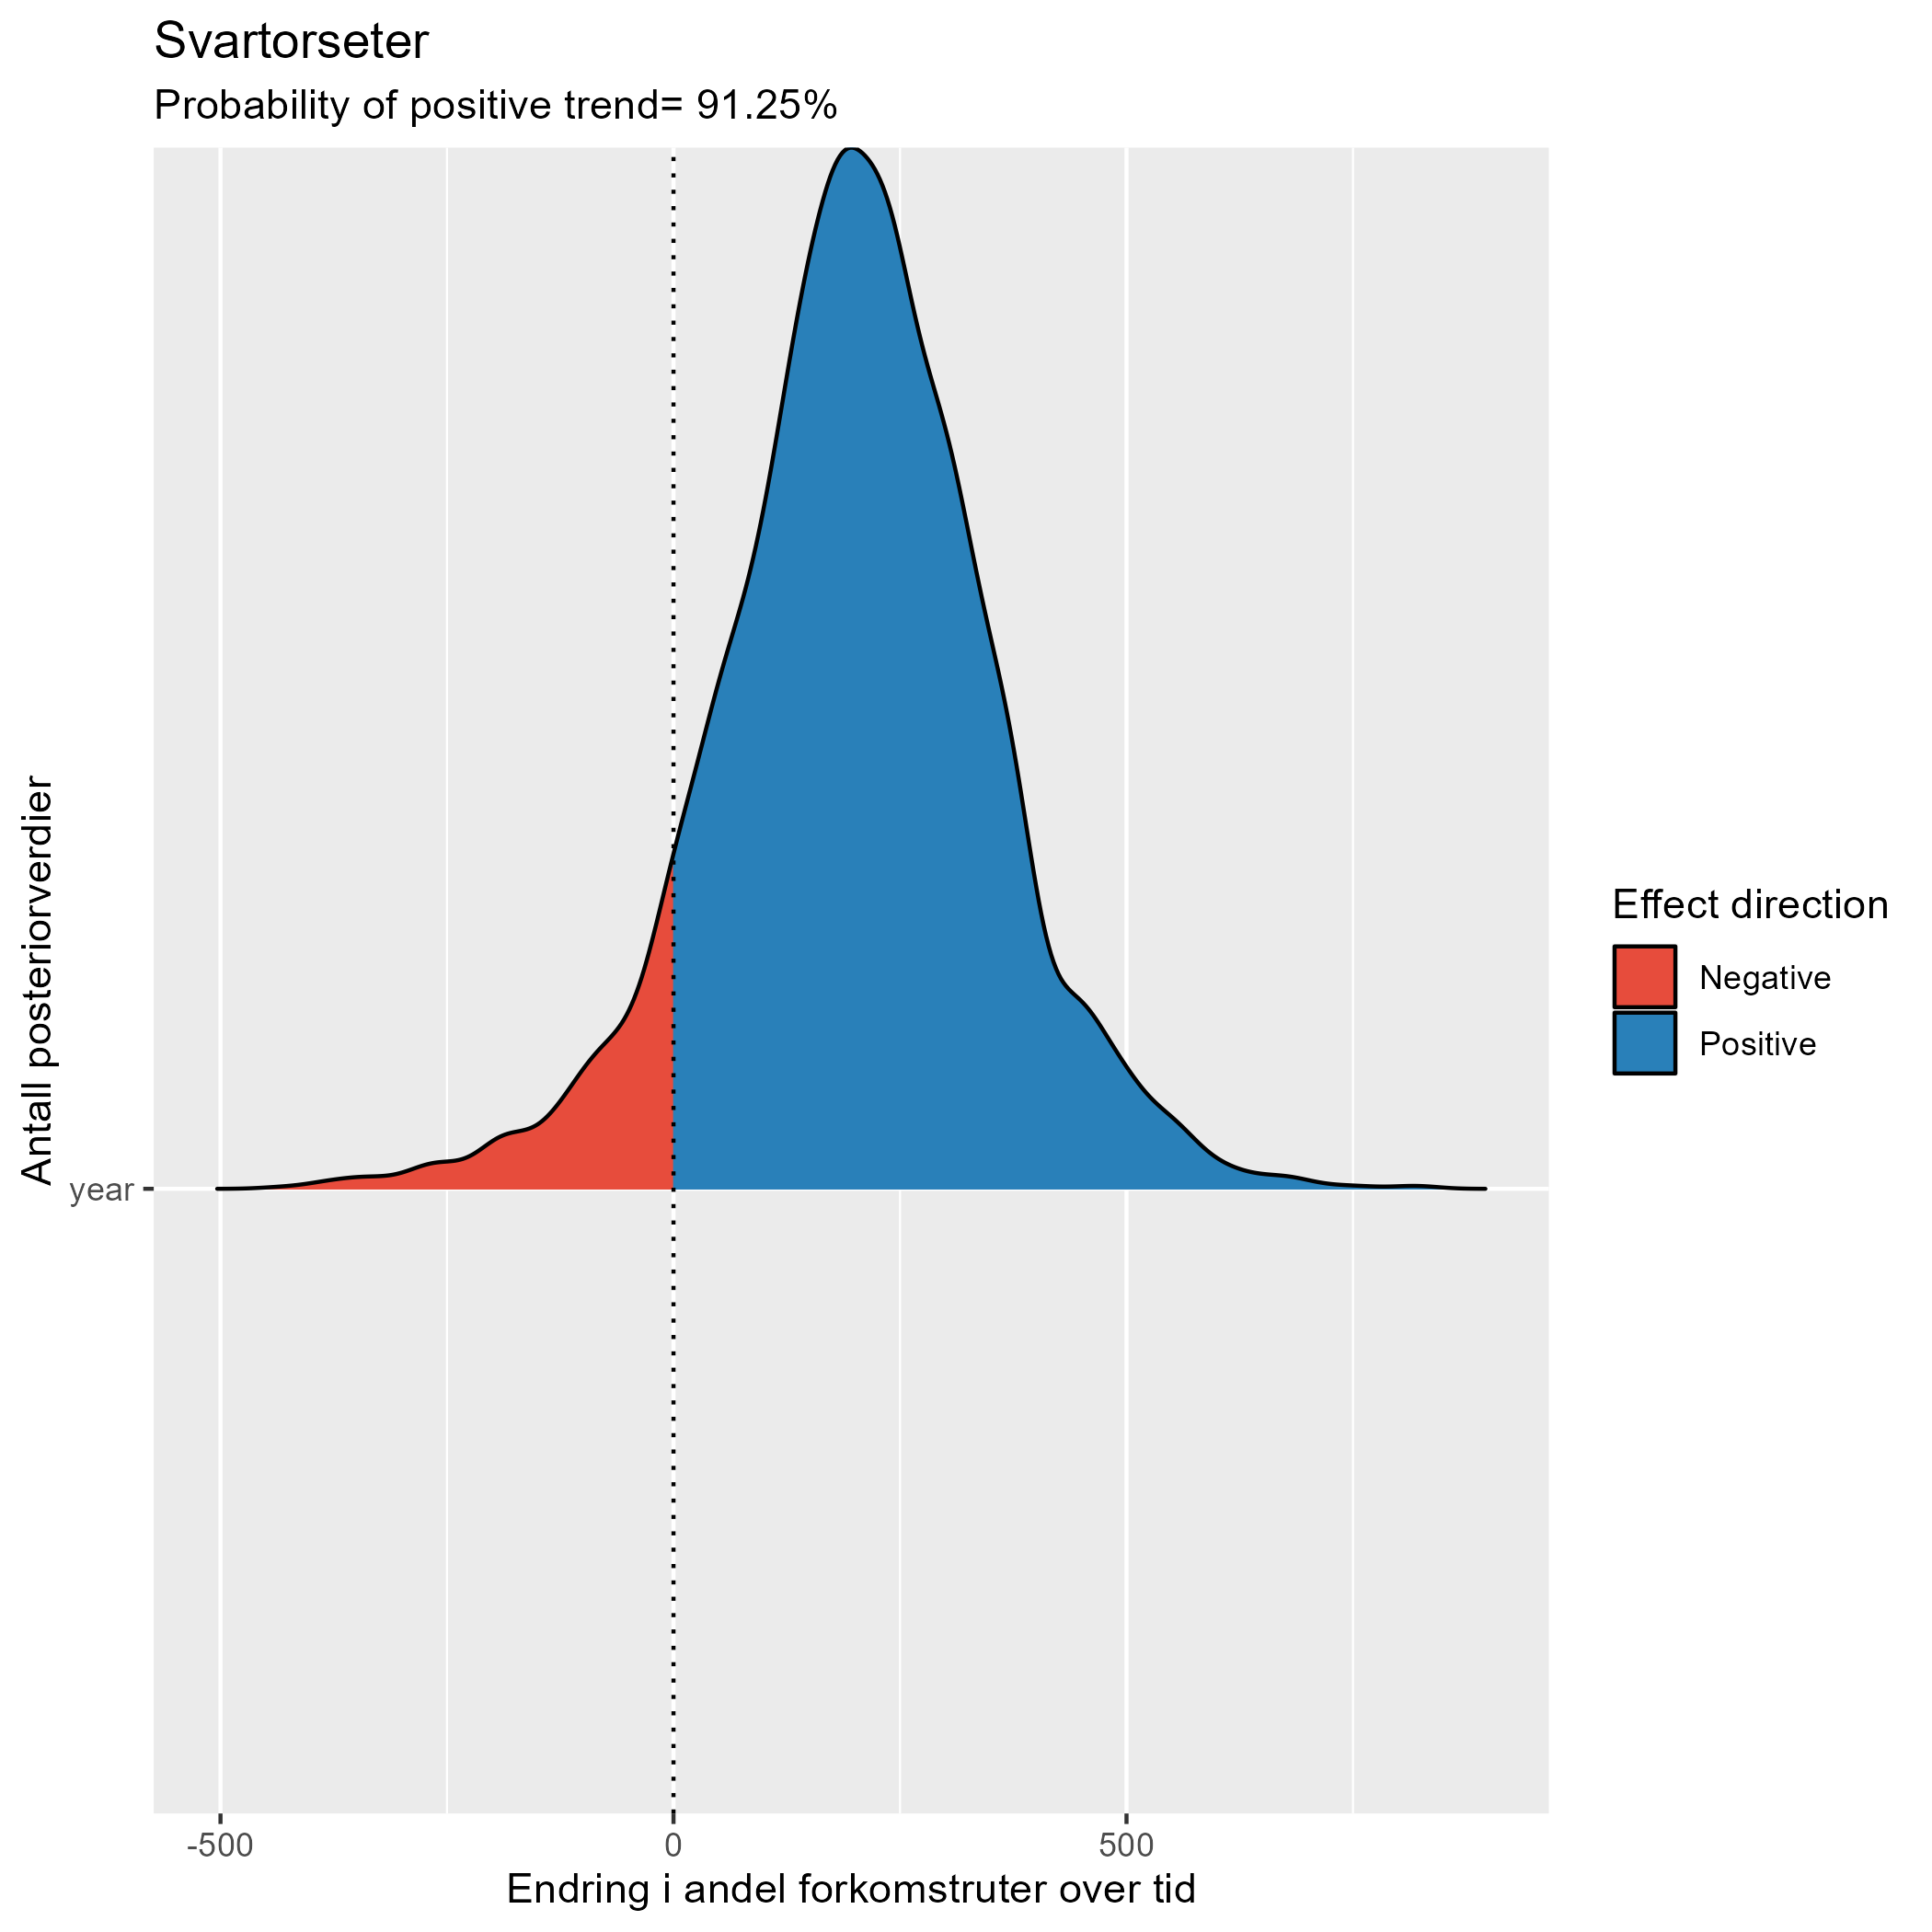 Svartorseter
Probability of positive trend= 91.25%
Antall posteriorverdier
year
-500
0
500
Endring i andel forkomstruter over tid
Effect direction
Negative
Positive